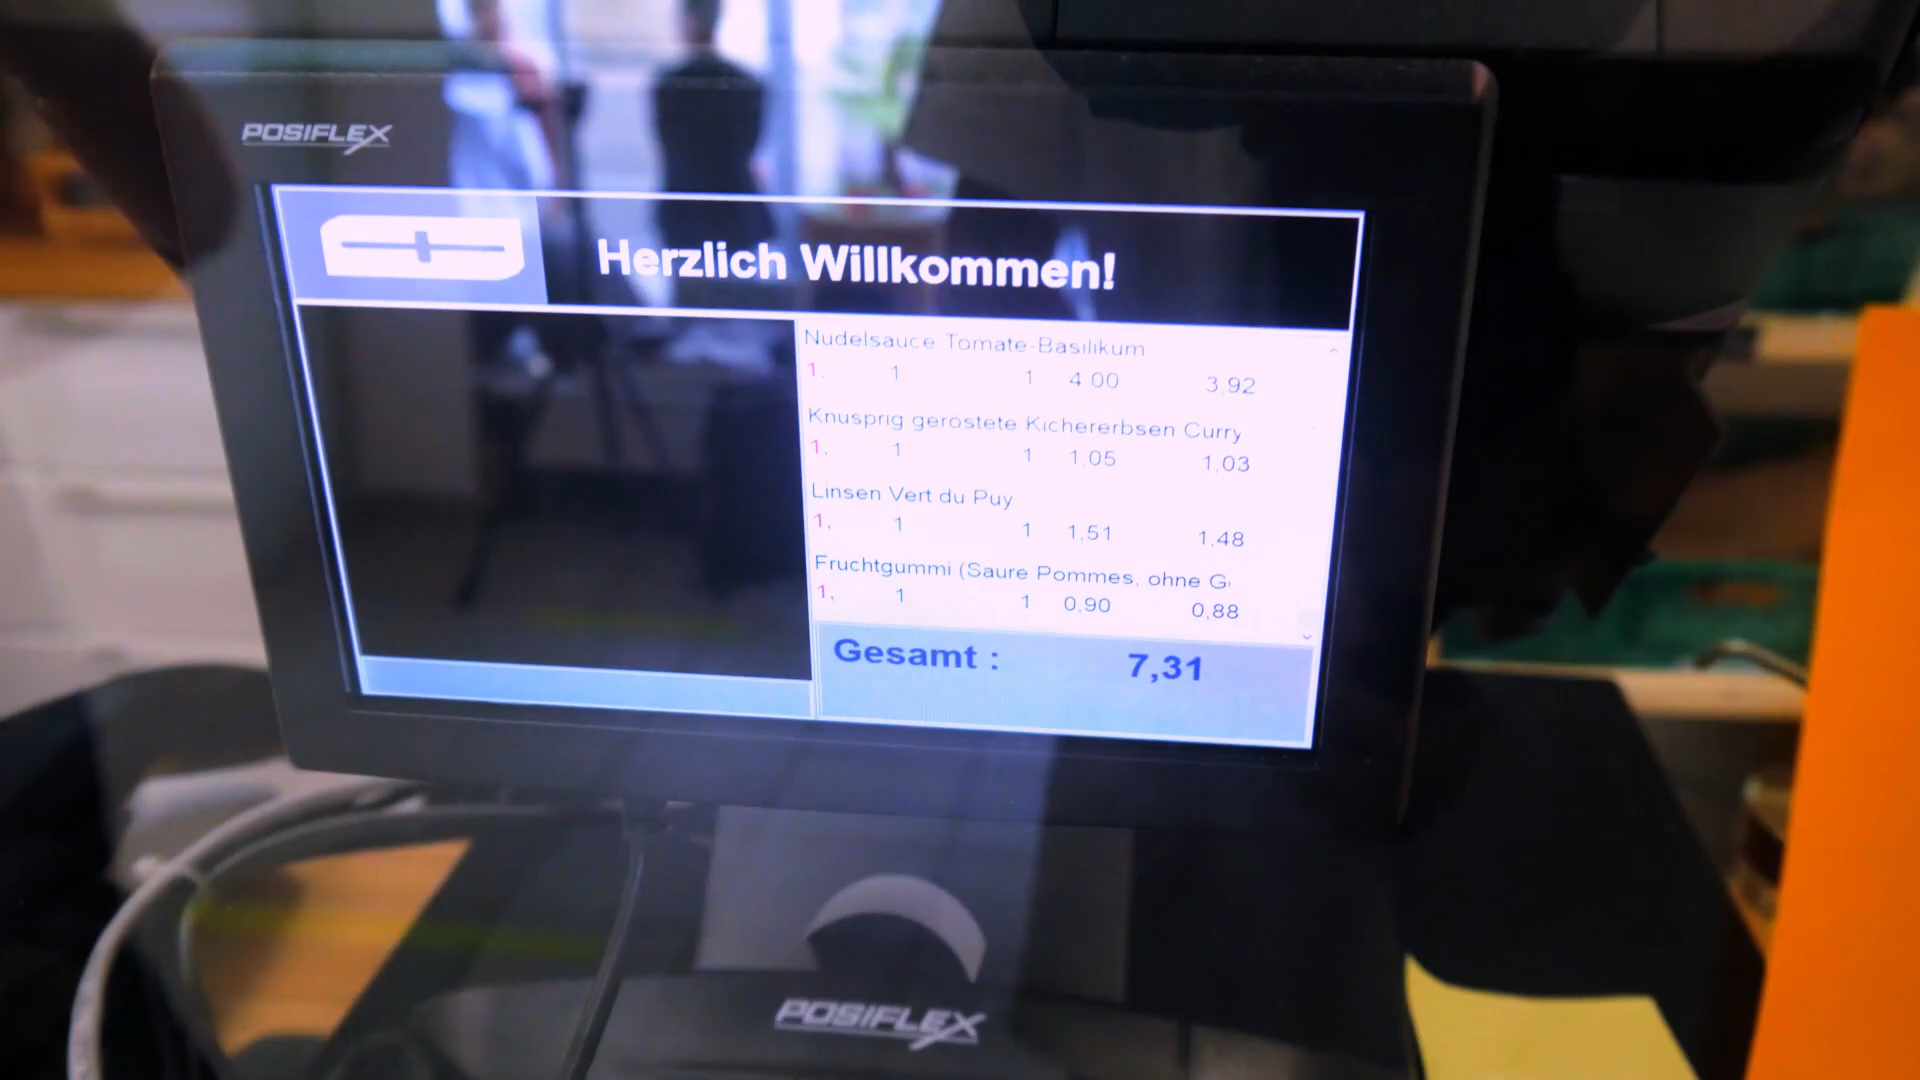 POSIFLEX
Herzlich Willkommen!
Nudelsauce Tomate-Basilikum
1. 1 1 4.00 3,92
Knusprig geröstete Kichererbsen Curry
1. 1 1 1,05 1,03
Linsen Vert du Puy
1, 1 1 1,51 1,48
Fruchtgummi (Saure Pommes, ohne G
1, 1 1 0,90 0,88
Gesamt : 7,31
POSIFLEX